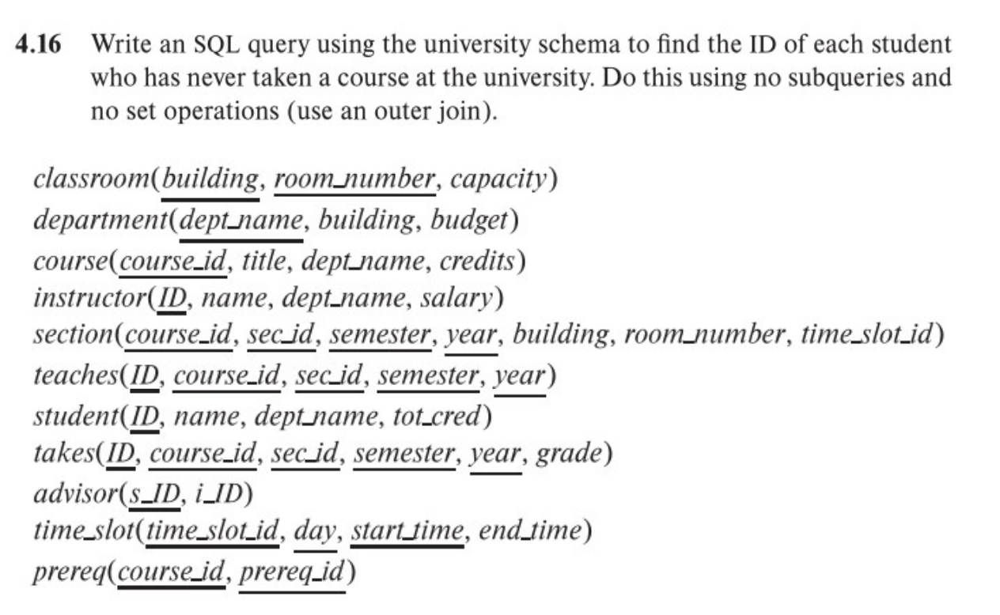 4.16 Write an SQL query using the university schema to find the ID of each student
who has never taken a course at the university. Do this using no subqueries and
no set operations (use an outer join).
classroom(building, room_number, capacity)
department(dept_name, building, budget)
course(course_id, title, dept_name, credits)
instructor(ID, name, dept_name, salary)
section(course_id, sec_id, semester, year, building, room_number, time_slot_id)
teaches(ID, course_id, sec_id, semester, year)
student(ID, name, dept_name, tot_cred)
takes(ID, course_id, sec_id, semester, year, grade)
advisor(s_ID, i_ID)
time_slot(time_slot_id, day, start_time, end_time)
prereq(course_id, prereq_id)